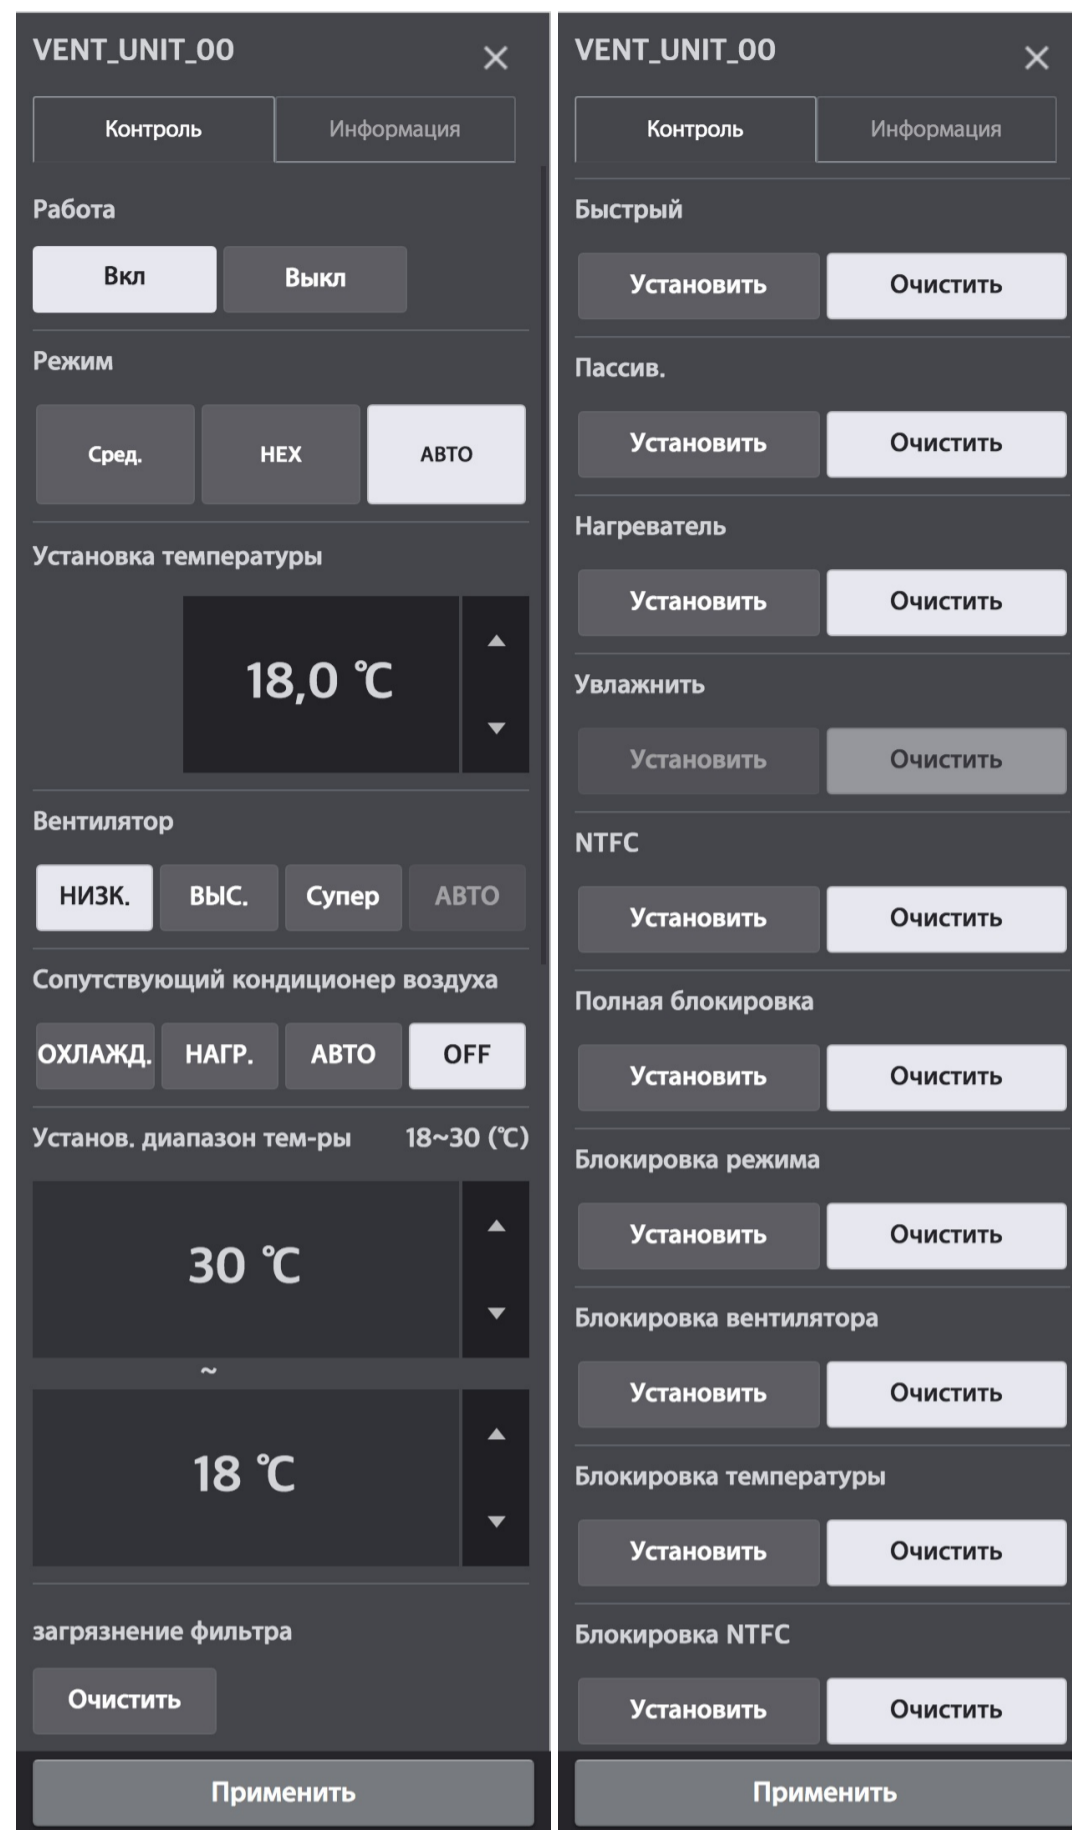 VENT_UNIT_00
Контроль Информация
Работа
Вкл Выкл
Режим
Сред. HEX АВТО
Установка температуры
18,0 ℃
Вентилятор
НИЗК. ВЫС. Супер АВТО
Сопутствующий кондиционер воздуха
ОХЛАЖД. НАГР. АВТО OFF
Установ. диапазон тем-ры 18~30 (℃)
30 ℃
~
18 ℃
загрязнение фильтра
Очистить
Применить
VENT_UNIT_00
Контроль Информация
Быстрый
Установить Очистить
Пассив.
Установить Очистить
Нагреватель
Установить Очистить
Увлажнить
Установить Очистить
NTFC
Установить Очистить
Полная блокировка
Установить Очистить
Блокировка режима
Установить Очистить
Блокировка вентилятора
Установить Очистить
Блокировка температуры
Установить Очистить
Блокировка NTFC
Установить Очистить
Применить